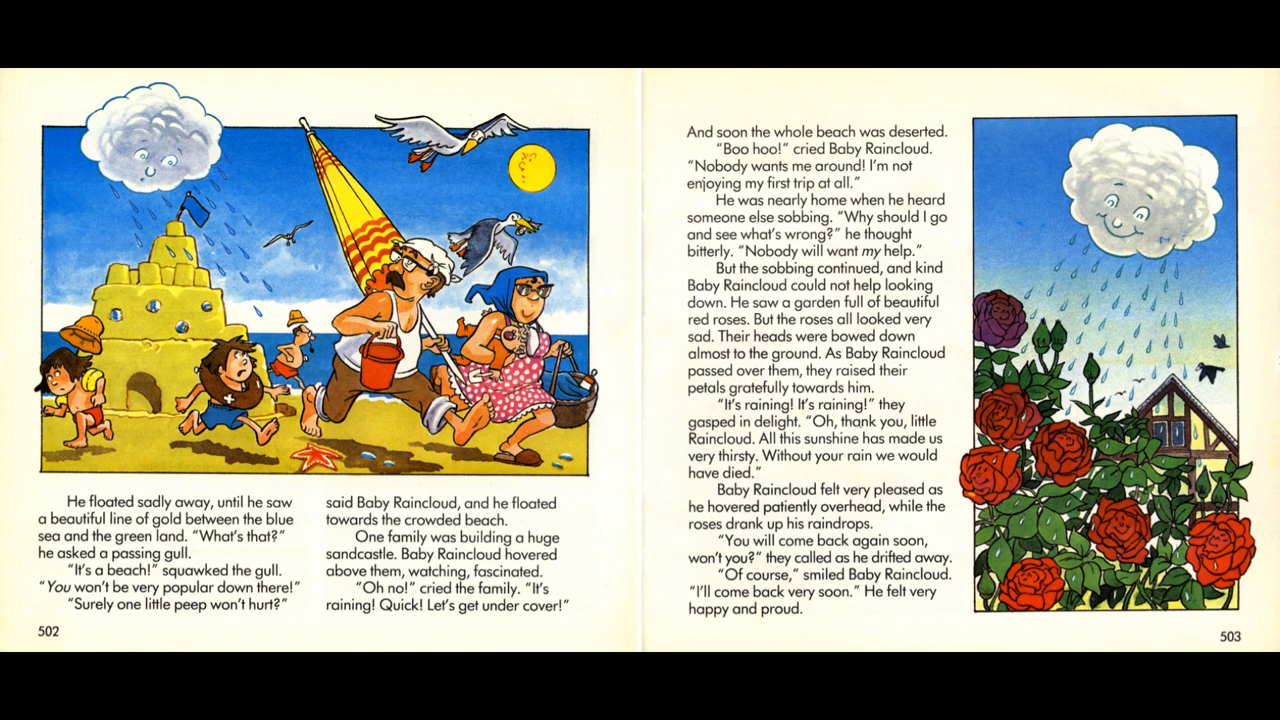 He floated sadly away, until he saw
a beautiful line of gold between the blue
sea and the green land. "What's that?"
he asked a passing gull.
"It's a beach!" squawked the gull.
"You won't be very popular down there!"
"Surely one little peep won't hurt?"
said Baby Raincloud, and he floated
towards the crowded beach.
One family was building a huge
sandcastle. Baby Raincloud hovered
above them, watching, fascinated.
"Oh no!" cried the family. "It's
raining! Quick! Let's get under cover!"
502
And soon the whole beach was deserted.
"Boo hoo!" cried Baby Raincloud.
"Nobody wants me around! I'm not
enjoying my first trip at all."
He was nearly home when he heard
someone else sobbing. "Why should I go
and see what's wrong?" he thought
bitterly. "Nobody will want my help."
But the sobbing continued, and kind
Baby Raincloud could not help looking
down. He saw a garden full of beautiful
red roses. But the roses all looked very
sad. Their heads were bowed down
almost to the ground. As Baby Raincloud
passed over them, they raised their
petals gratefully towards him.
"It's raining! It's raining!" they
gasped in delight. "Oh, thank you, little
Raincloud. All this sunshine has made us
very thirsty. Without your rain we would
have died."
Baby Raincloud felt very pleased as
he hovered patiently overhead, while the
roses drank up his raindrops.
"You will come back again soon,
won't you?" they called as he drifted away.
"Of course," smiled Baby Raincloud.
"I'll come back very soon." He felt very
happy and proud.
503